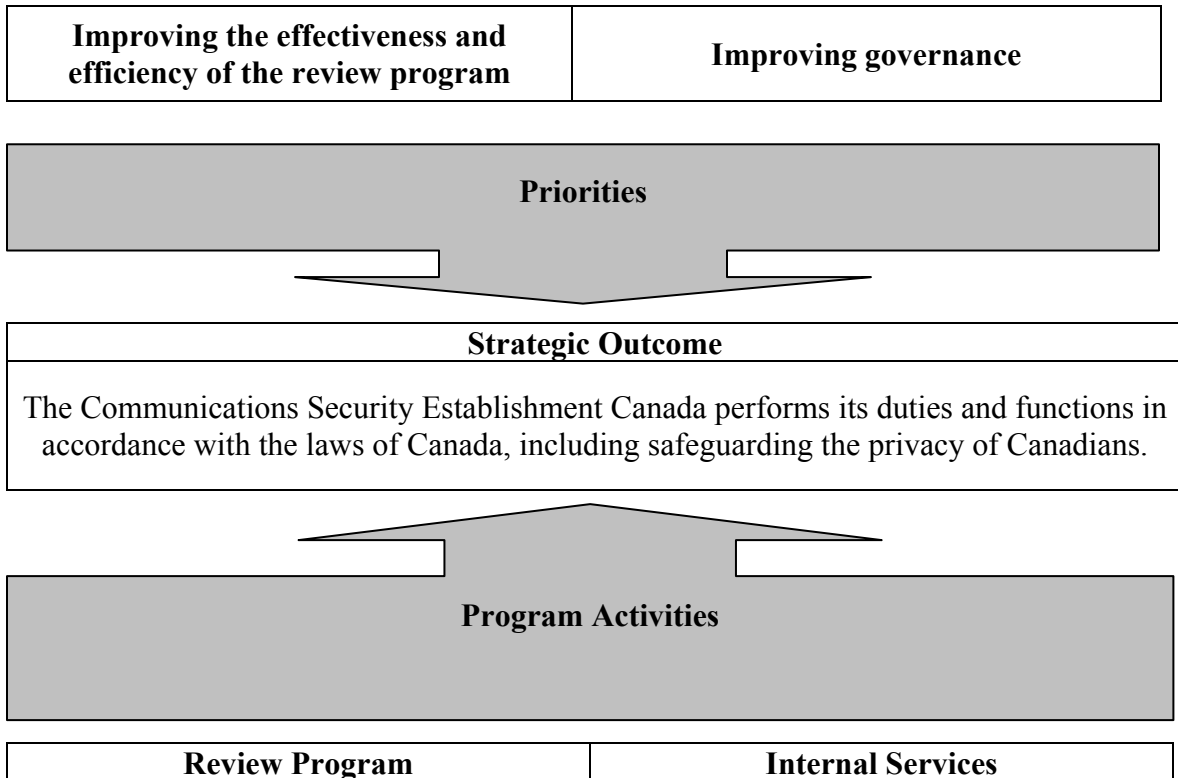 Improving the effectiveness and
efficiency of the review program
Improving governance
Priorities
Strategic Outcome
The Communications Security Establishment Canada performs its duties and functions in
accordance with the laws of Canada, including safeguarding the privacy of Canadians.
Program Activities
Review Program
Internal Services